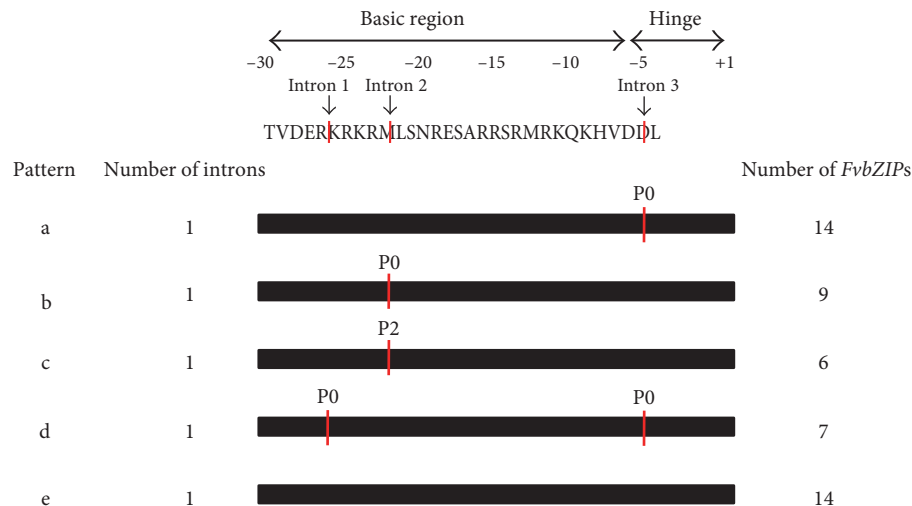 Basic region Hinge
–30 –25 –20 –15 –10 –5 +1
Intron 1 Intron 2 Intron 3
TVDERKRKRMLSNRESARRSRMRKQKHVDDL
Pattern Number of introns Number of FvbZIPs
P0
a 1 14
P0
b 1 9
P2
c 1 6
P0 P0
d 1 7
e 1 14